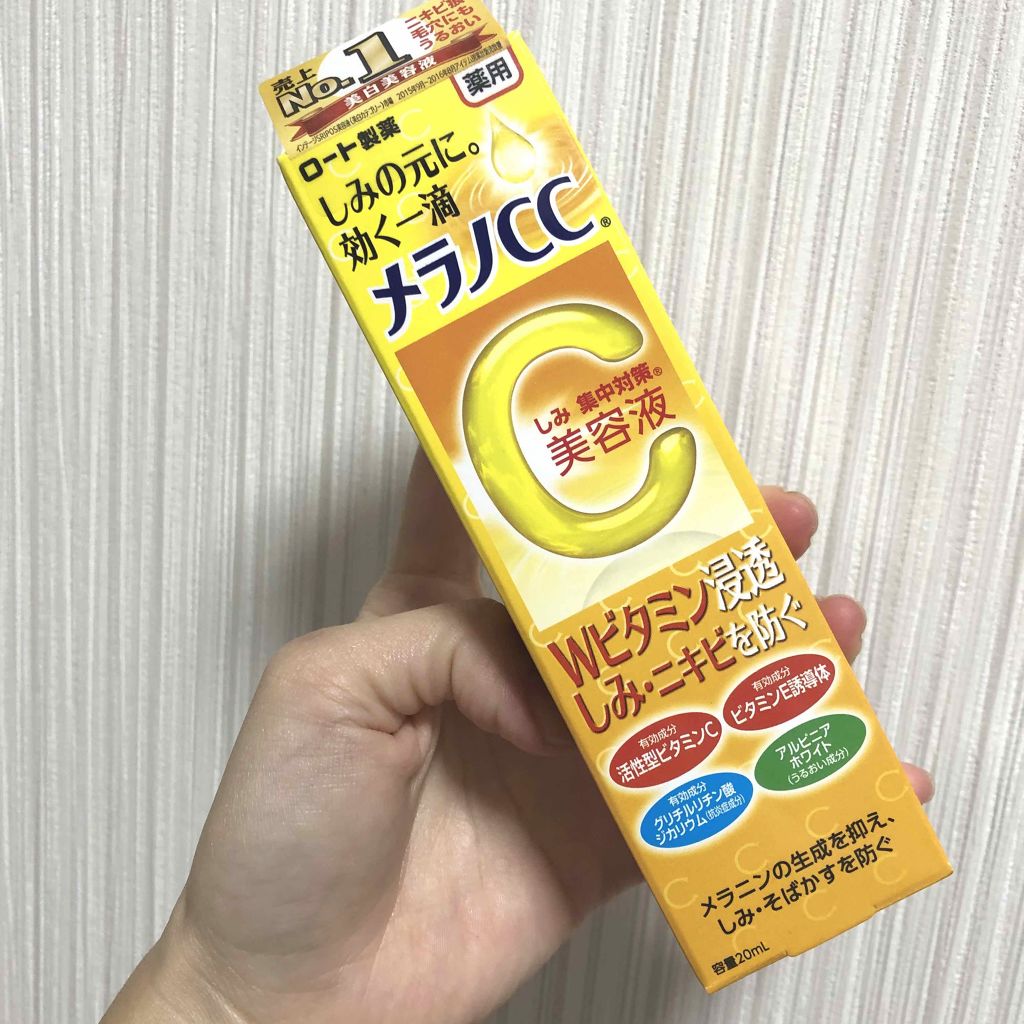 ニキビ痕
毛穴にも
うるおい
売上
No.1
美白美容液
薬用
ロート製薬
しみの元に。
効く一滴
メラノCC®
しみ 集中対策®
美容液
Wビタミン浸透
しみ・ニキビを防ぐ
有効成分
活性型ビタミンC
有効成分
ビタミンE誘導体
有効成分
グリチルリチン酸
ジカリウム(抗炎症成分)
アルピニア
ホワイト
(うるおい成分)
メラニンの生成を抑え、
しみ・そばかすを防ぐ
容量20mL